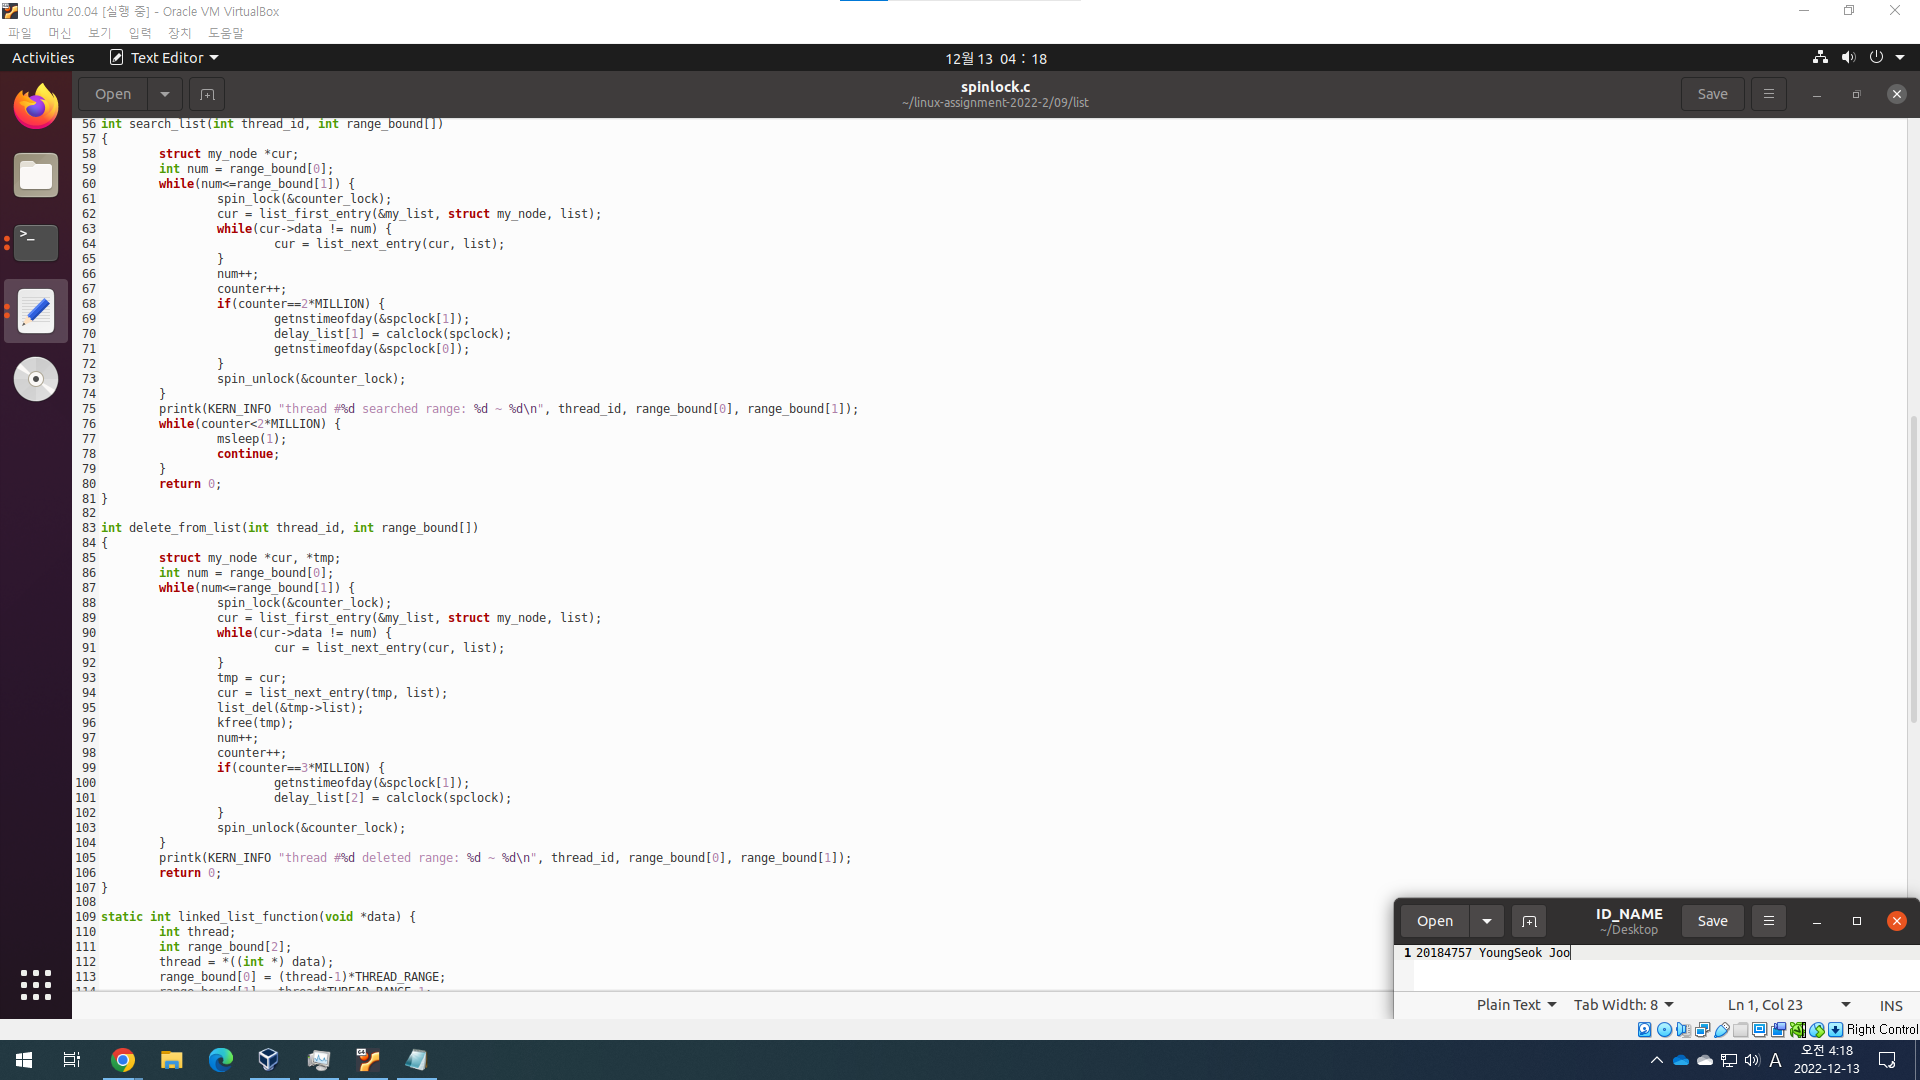 Ubuntu 20.04 [실행 중] - Oracle VM VirtualBox
파일 머신 보기 입력 장치 도움말
Activities Text Editor 12월 13 04 : 18
Open spinlock.c Save
~/linux-assignment-2022-2/09/list
56 int search_list(int thread_id, int range_bound[])
57 {
58 struct my_node *cur;
59 int num = range_bound[0];
60 while(num<=range_bound[1]) {
61 spin_lock(&counter_lock);
62 cur = list_first_entry(&my_list, struct my_node, list);
63 while(cur->data != num) {
64 cur = list_next_entry(cur, list);
65 }
66 num++;
67 counter++;
68 if(counter==2*MILLION) {
69 getnstimeofday(&spclock[1]);
70 delay_list[1] = calclock(spclock);
71 getnstimeofday(&spclock[0]);
72 }
73 spin_unlock(&counter_lock);
74 }
75 printk(KERN_INFO "thread #%d searched range: %d ~ %d\n", thread_id, range_bound[0], range_bound[1]);
76 while(counter<2*MILLION) {
77 msleep(1);
78 continue;
79 }
80 return 0;
81 }
82
83 int delete_from_list(int thread_id, int range_bound[])
84 {
85 struct my_node *cur, *tmp;
86 int num = range_bound[0];
87 while(num<=range_bound[1]) {
88 spin_lock(&counter_lock);
89 cur = list_first_entry(&my_list, struct my_node, list);
90 while(cur->data != num) {
91 cur = list_next_entry(cur, list);
92 }
93 tmp = cur;
94 cur = list_next_entry(tmp, list);
95 list_del(&tmp->list);
96 kfree(tmp);
97 num++;
98 counter++;
99 if(counter==3*MILLION) {
100 getnstimeofday(&spclock[1]);
101 delay_list[2] = calclock(spclock);
102 }
103 spin_unlock(&counter_lock);
104 }
105 printk(KERN_INFO "thread #%d deleted range: %d ~ %d\n", thread_id, range_bound[0], range_bound[1]);
106 return 0;
107 }
108
109 static int linked_list_function(void *data) {
110 int thread;
111 int range_bound[2];
112 thread = *((int *) data);
113 range_bound[0] = (thread-1)*THREAD_RANGE;
114 range_bound[1] = thread*THREAD_RANGE-1;
Open ID_NAME Save
~/Desktop
1 20184757 YoungSeok Joo
Plain Text Tab Width: 8 Ln 1, Col 23 INS
Right Control
A 오전 4:18
2022-12-13